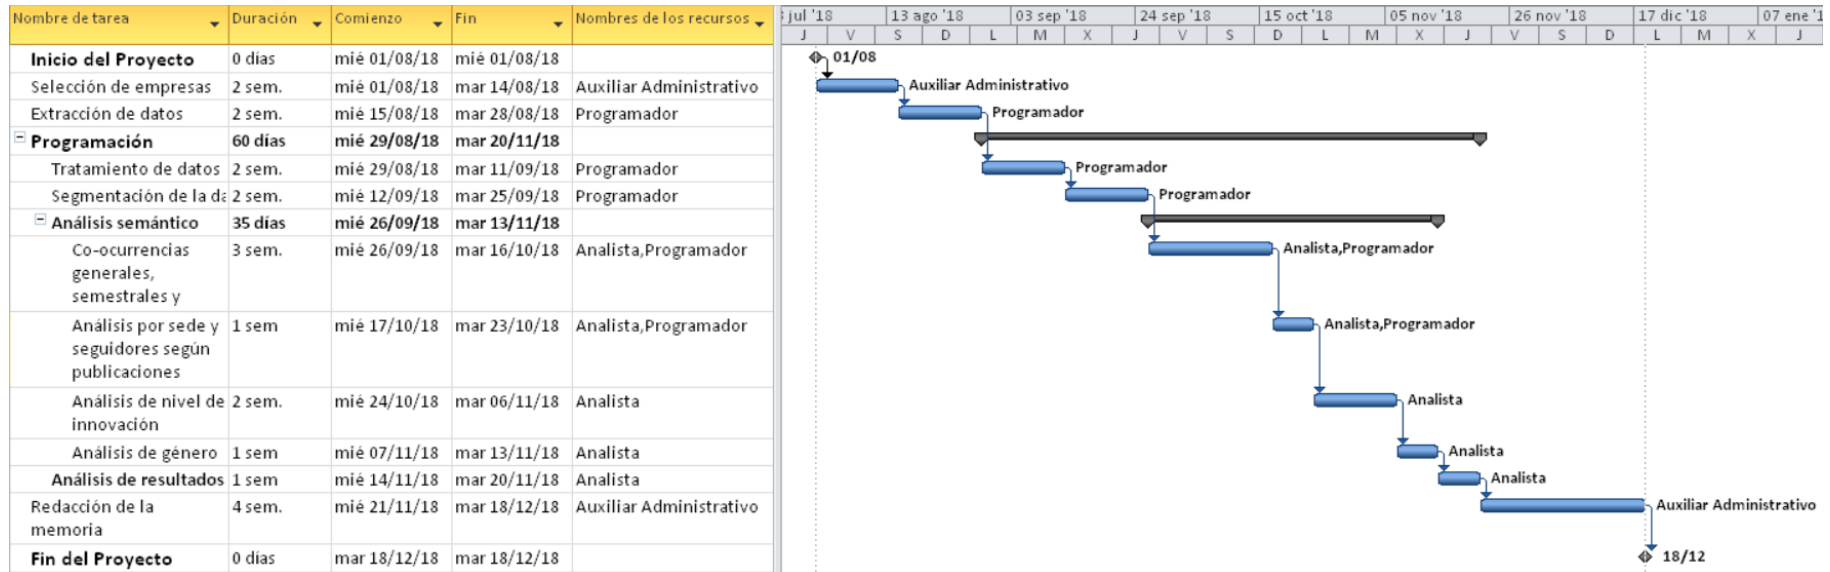 Nombre de tarea Duración Comienzo Fin Nombres de los recursos
jul '18 13 ago '18 03 sep '18 24 sep '18 15 oct '18 05 nov '18 26 nov '18 17 dic '18 07 ene '1
J V S D L M X J V S D L M X J V S D L M X J
Inicio del Proyecto 0 días mié 01/08/18 mié 01/08/18 01/08
Selección de empresas 2 sem. mié 01/08/18 mar 14/08/18 Auxiliar Administrativo Auxiliar Administrativo
Extracción de datos 2 sem. mié 15/08/18 mar 28/08/18 Programador Programador
Programación 60 días mié 29/08/18 mar 20/11/18
Tratamiento de datos 2 sem. mié 29/08/18 mar 11/09/18 Programador Programador
Segmentación de la da 2 sem. mié 12/09/18 mar 25/09/18 Programador Programador
Análisis semántico 35 días mié 26/09/18 mar 13/11/18
Co-ocurrencias 3 sem. mié 26/09/18 mar 16/10/18 Analista,Programador Analista,Programador
generales,
semestrales y
Análisis por sede y 1 sem mié 17/10/18 mar 23/10/18 Analista,Programador Analista,Programador
seguidores según
publicaciones
Análisis de nivel de 2 sem. mié 24/10/18 mar 06/11/18 Analista Analista
innovación
Análisis de género 1 sem mié 07/11/18 mar 13/11/18 Analista Analista
Análisis de resultados 1 sem mié 14/11/18 mar 20/11/18 Analista Analista
Redacción de la 4 sem. mié 21/11/18 mar 18/12/18 Auxiliar Administrativo Auxiliar Administrativo
memoria
Fin del Proyecto 0 días mar 18/12/18 mar 18/12/18 18/12